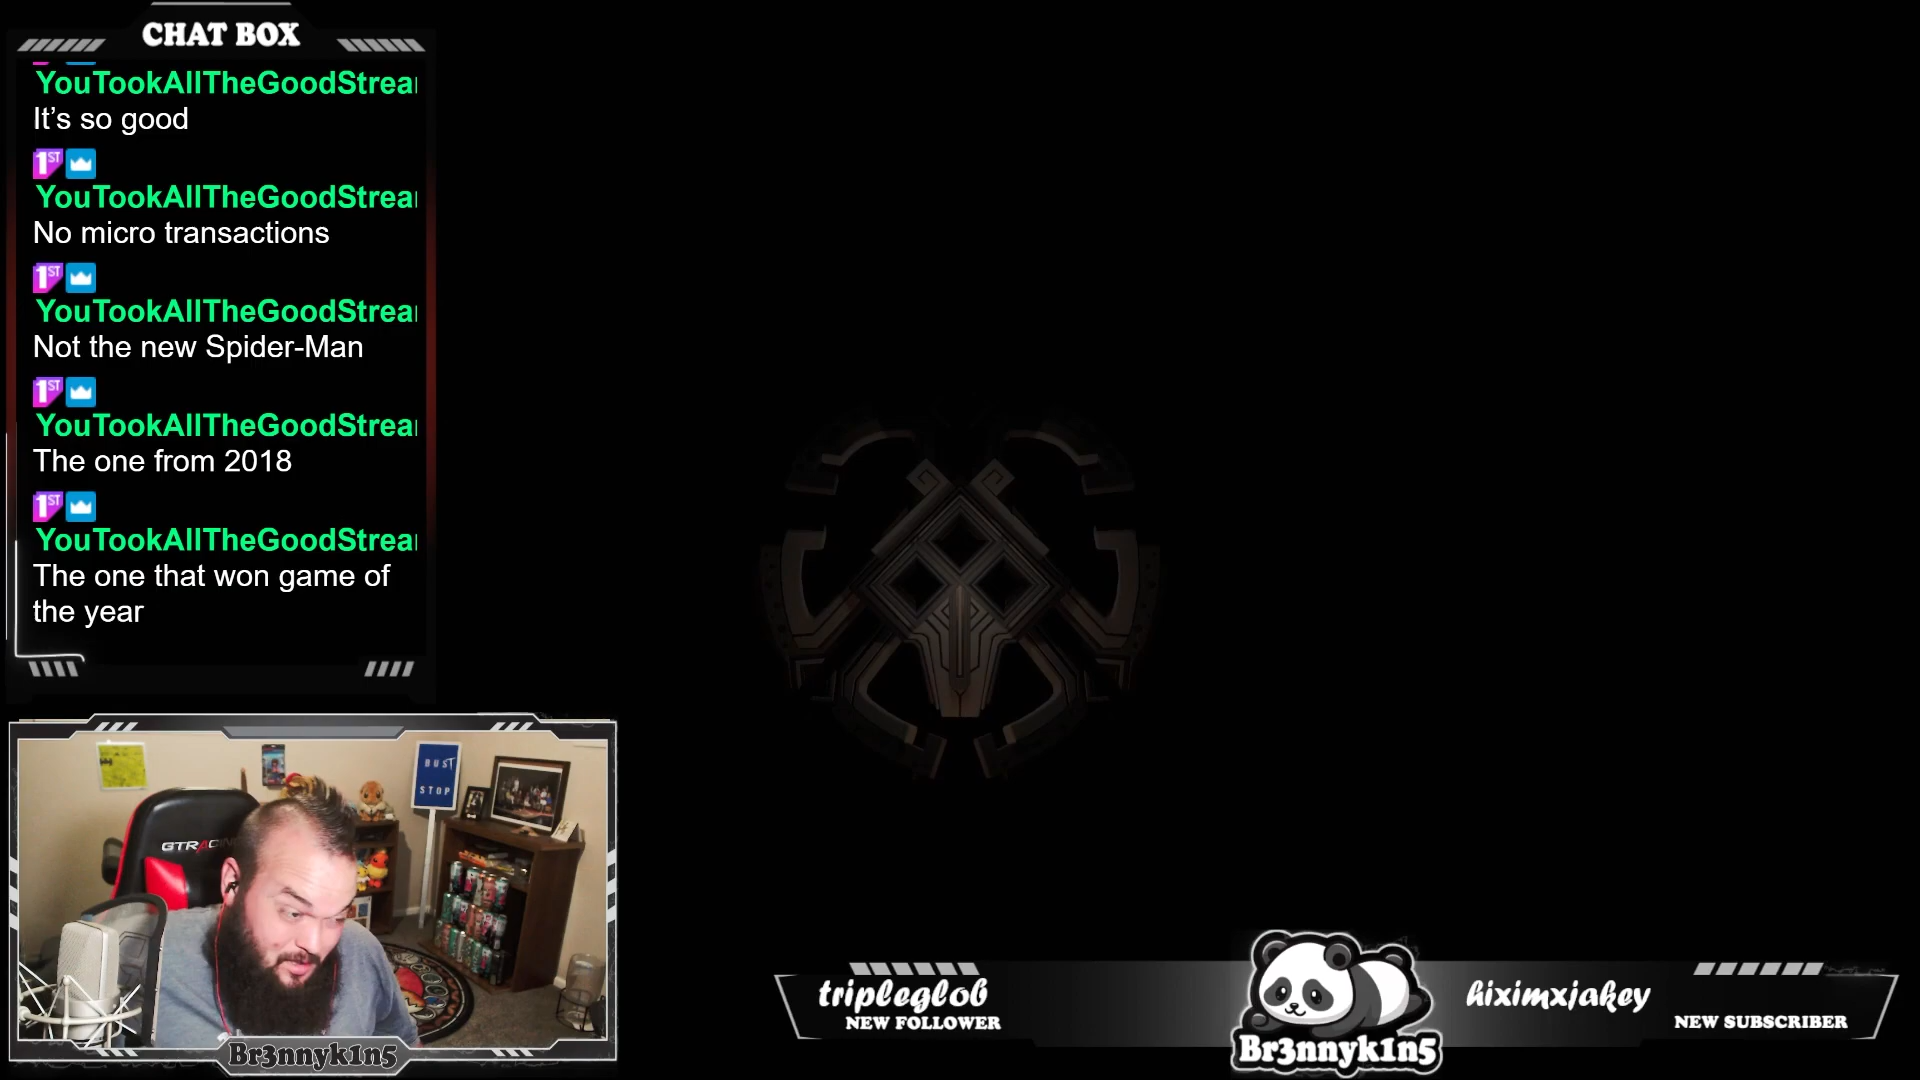 CHAT BOX
YouTookAllTheGoodStrea
It’s so good
1ST
YouTookAllTheGoodStrea
No micro transactions
1ST
YouTookAllTheGoodStrea
Not the new Spider-Man
1ST
YouTookAllTheGoodStrea
The one from 2018
1ST
YouTookAllTheGoodStrea
The one that won game of
the year
BUST
STOP
GTRACIN
Br3nnyk1n5
tripleglob
NEW FOLLOWER
Br3nnyk1n5
hiximxjakey
NEW SUBSCRIBER